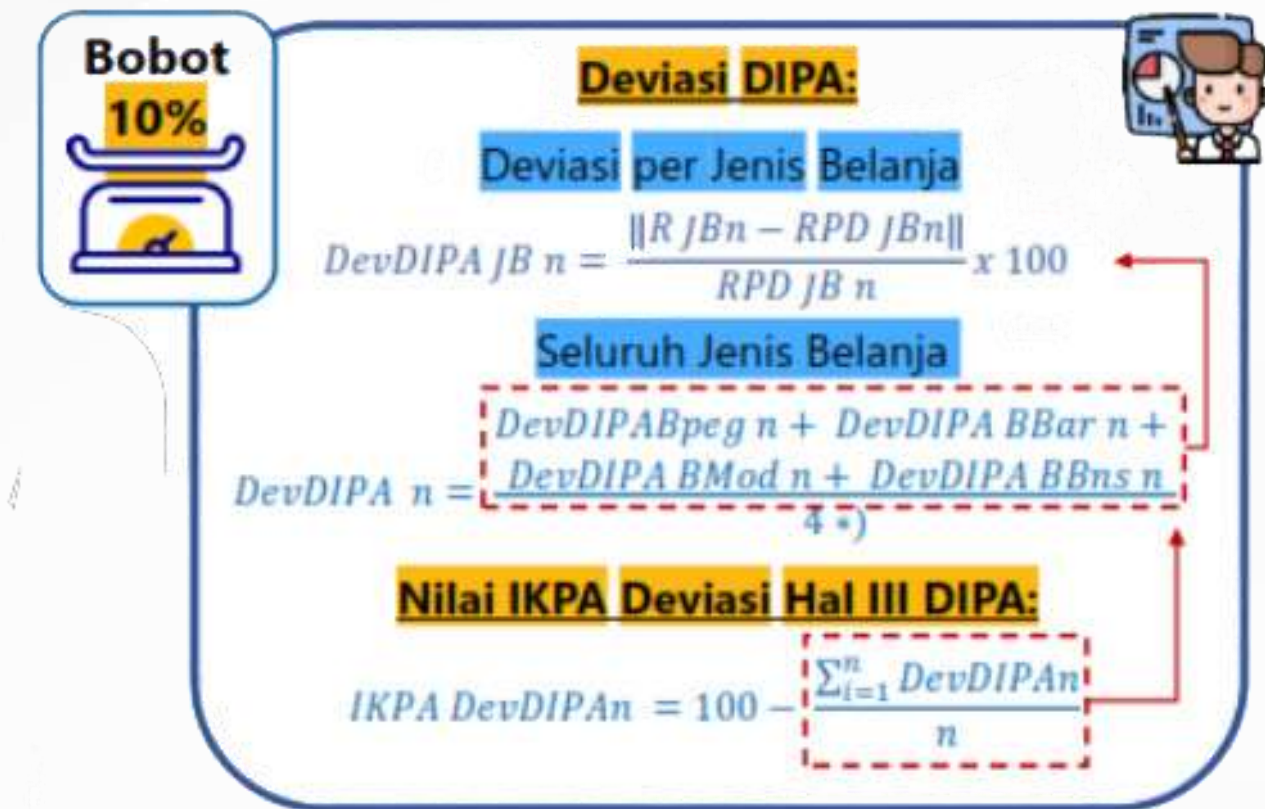 Bobot
10%
Deviasi DIPA:
Deviasi per Jenis Belanja
DevDIPA JB n = ‖R JBn − RPD JBn‖ / RPD JB n x 100
Seluruh Jenis Belanja
DevDIPA n = DevDIPABpeg n + DevDIPA BBar n +
DevDIPA BMod n + DevDIPA BBns n
4 *)
Nilai IKPA Deviasi Hal III DIPA:
IKPA DevDIPAn = 100 − ∑ⁿᵢ₌₁ DevDIPAn / n